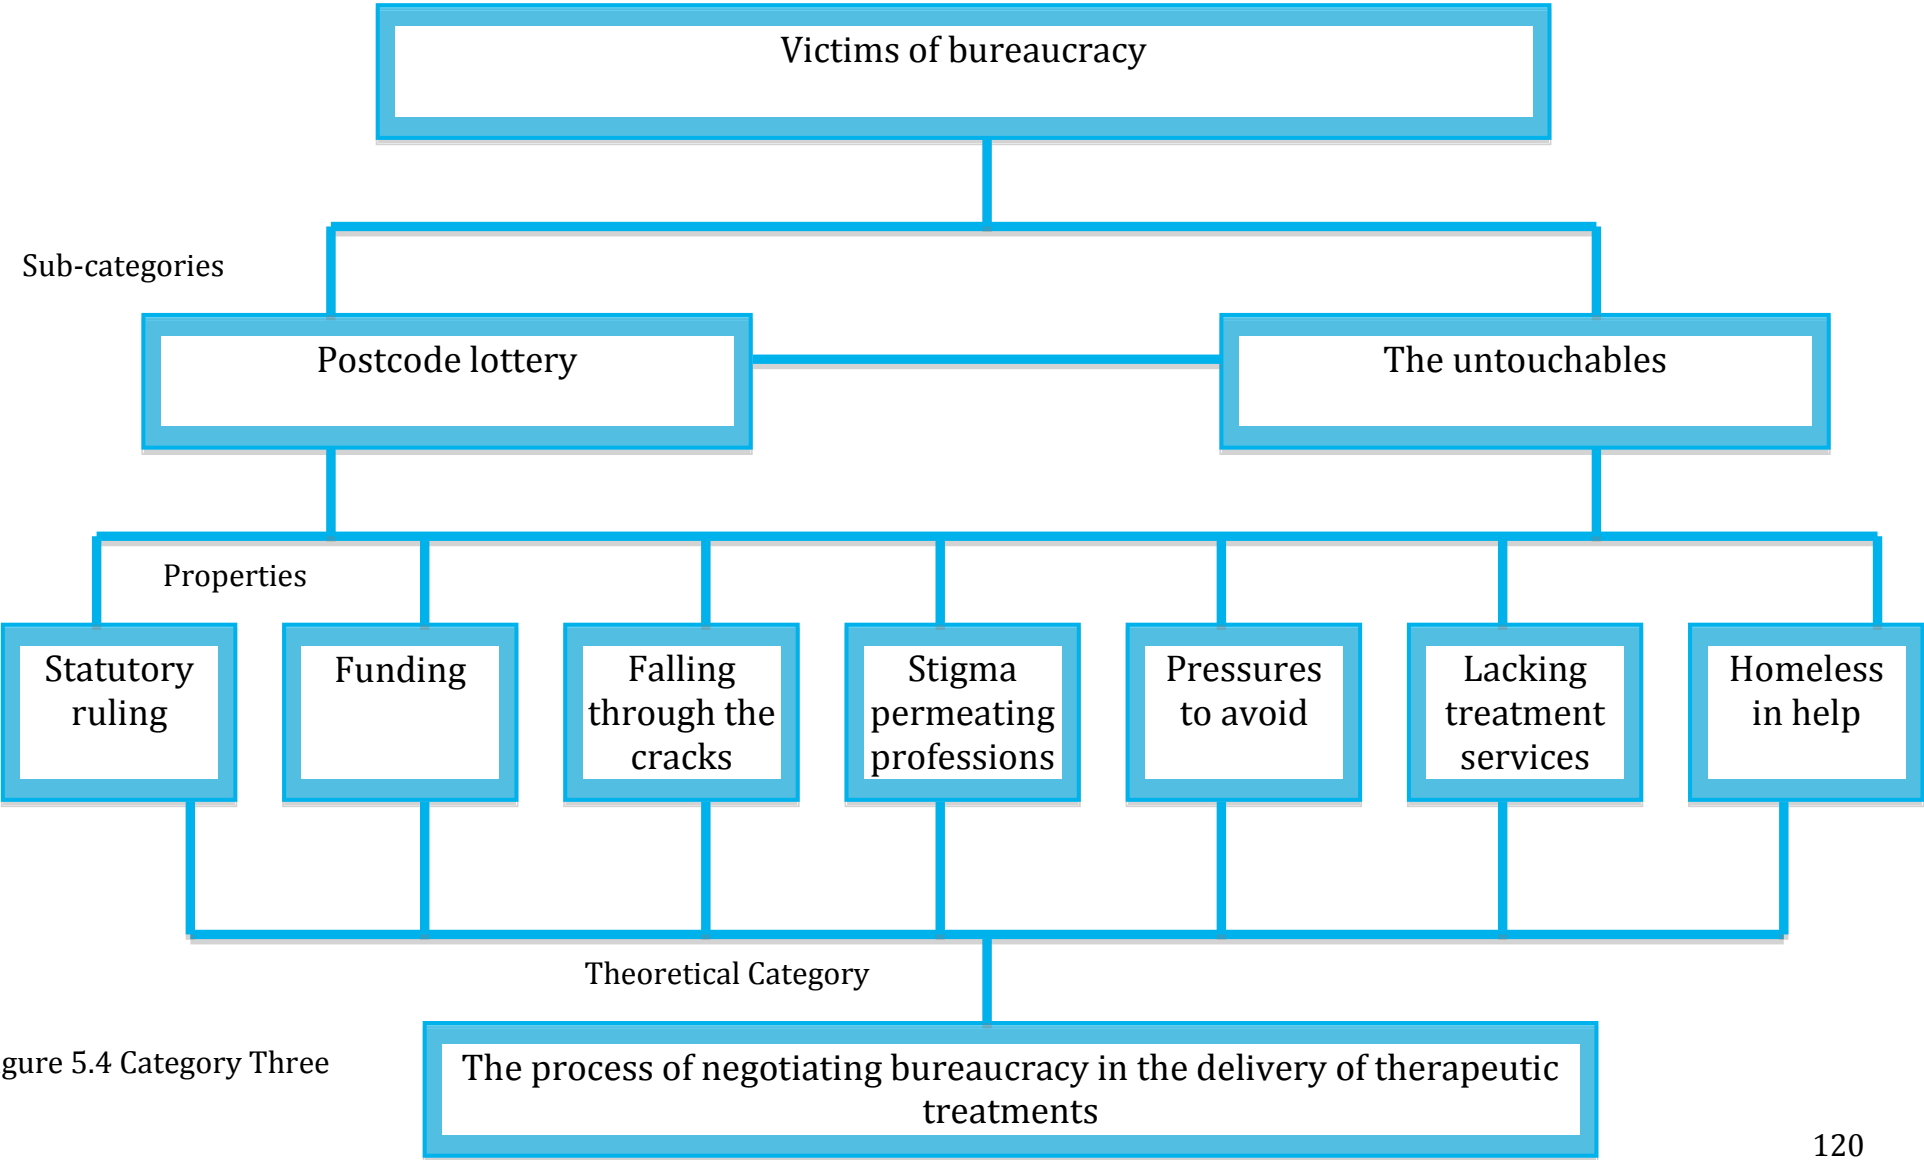 Victims of bureaucracy
Sub-categories
Postcode lottery
The untouchables
Properties
Statutory
ruling
Funding
Falling
through the
cracks
Stigma
permeating
professions
Pressures
to avoid
Lacking
treatment
services
Homeless
in help
Theoretical Category
gure 5.4 Category Three
The process of negotiating bureaucracy in the delivery of therapeutic
treatments
120